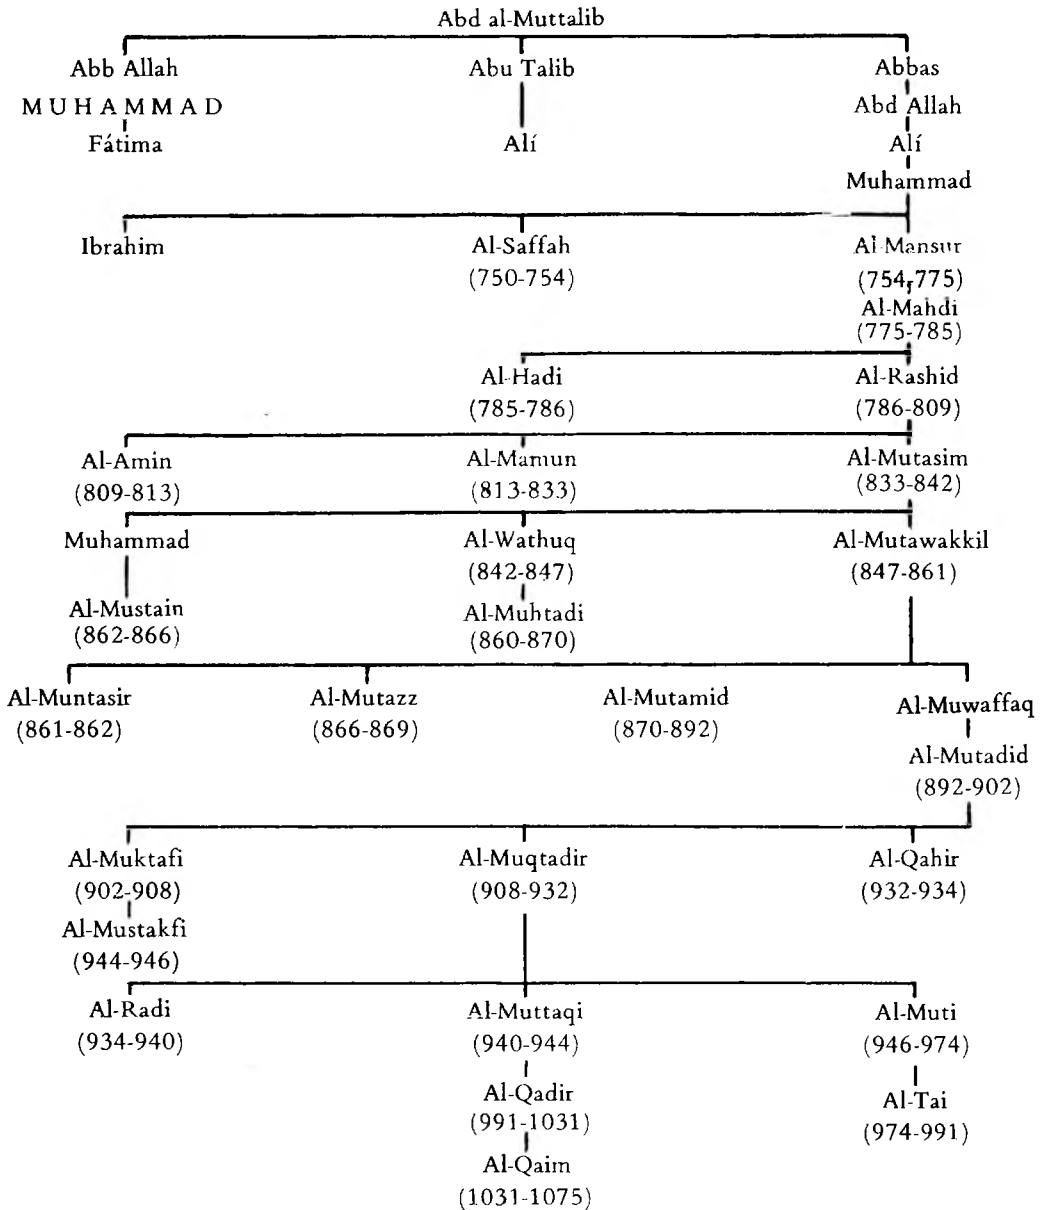 Abd al-Muttalib
Abb Allah Abu Talib Abbas
MUHAMMAD Abd Allah
Fátima Alí Alí
Muhammad
Ibrahim Al-Saffah Al-Mansur
(750-754) (754-775)
Al-Mahdi
(775-785)
Al-Hadi Al-Rashid
(785-786) (786-809)
Al-Amin Al-Mamun Al-Mutasim
(809-813) (813-833) (833-842)
Muhammad Al-Wathuq Al-Mutawakkil
(842-847) (847-861)
Al-Mustain Al-Muhtadi
(862-866) (860-870)
Al-Muntasir Al-Mutazz Al-Mutamid Al-Muwaffaq
(861-862) (866-869) (870-892)
Al-Mutadid
(892-902)
Al-Muktafi Al-Muqtadir Al-Qahir
(902-908) (908-932) (932-934)
Al-Mustakfi
(944-946)
Al-Radi Al-Muttaqi Al-Muti
(934-940) (940-944) (946-974)
Al-Qadir Al-Tai
(991-1031) (974-991)
Al-Qaim
(1031-1075)